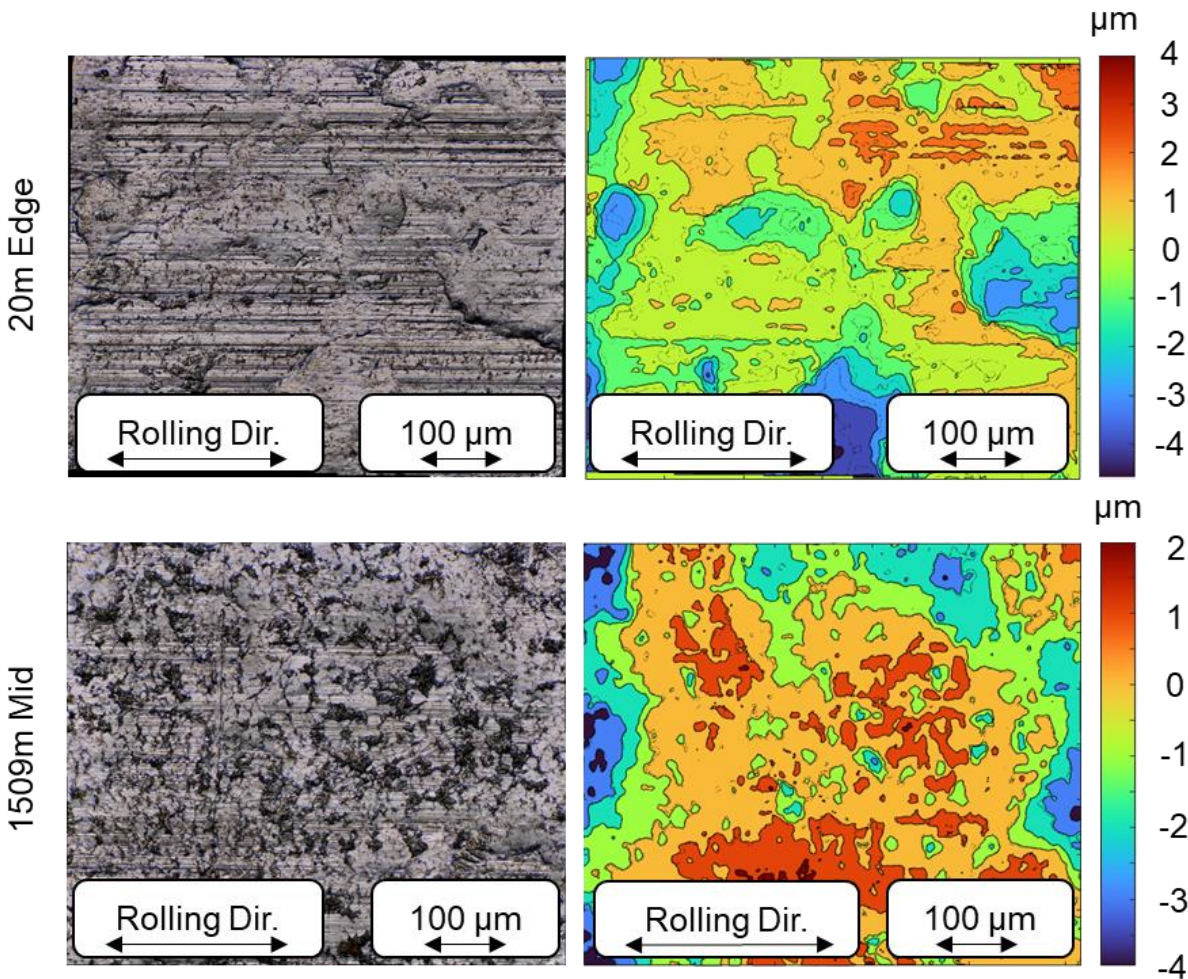 µm
20m Edge
Rolling Dir.
100 µm
Rolling Dir.
100 µm
4
3
2
1
0
-1
-2
-3
-4
µm
1509m Mid
Rolling Dir.
100 µm
Rolling Dir.
100 µm
2
1
0
-1
-2
-3
-4